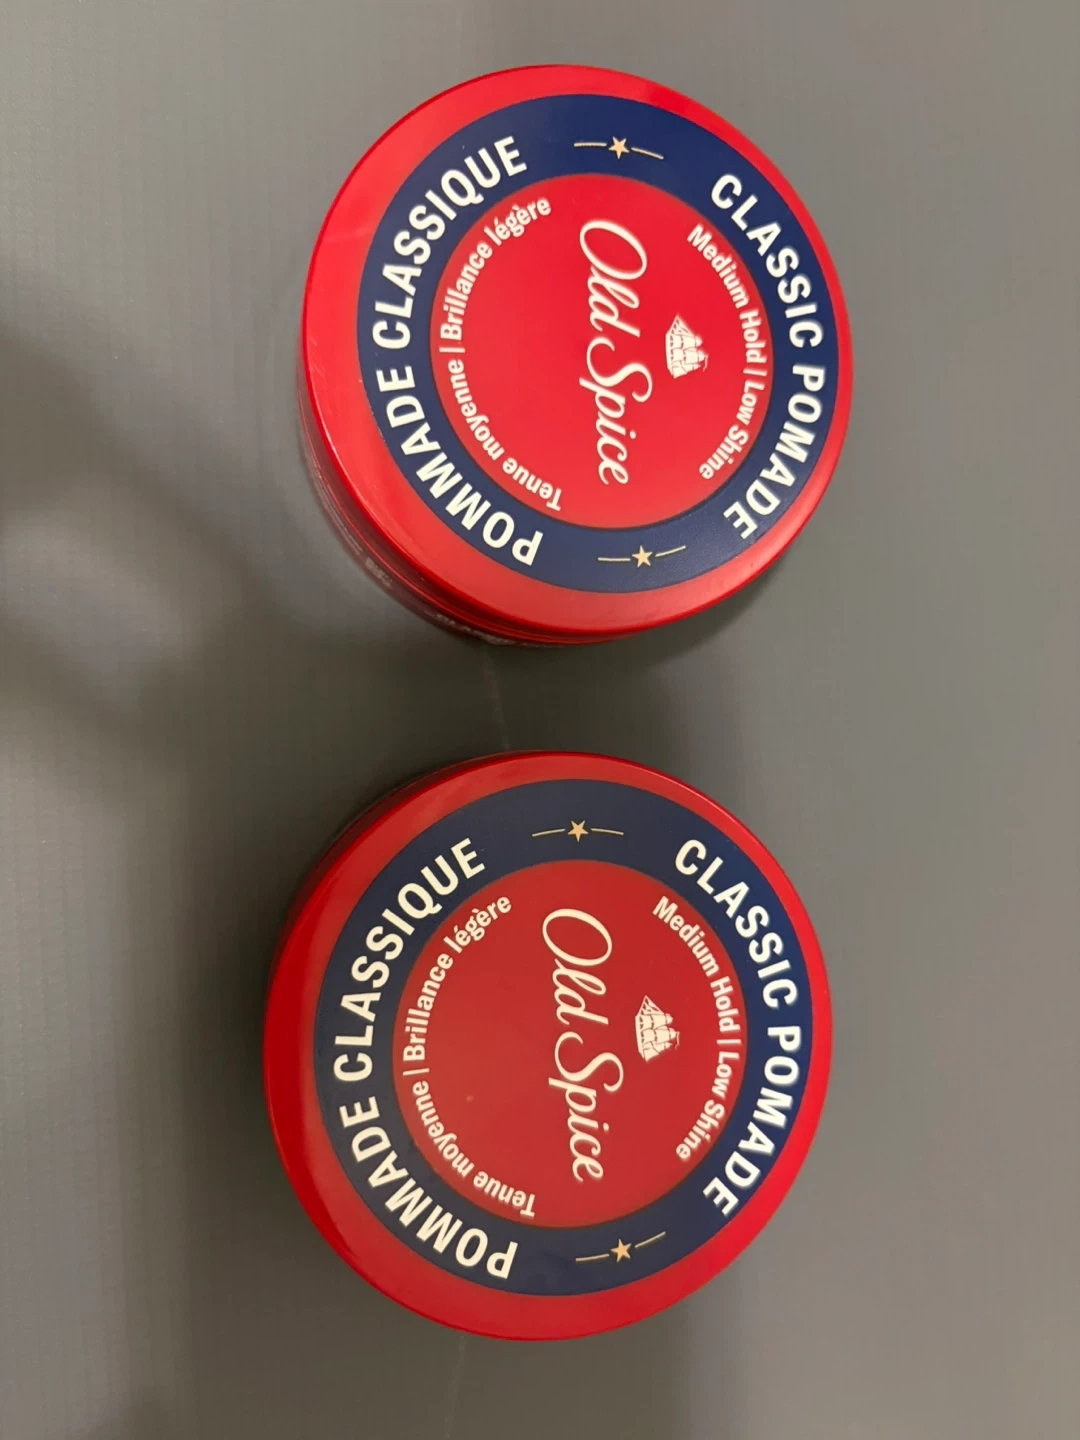 CLASSIC POMADE
Medium Hold | Low Shine
Old Spice
Tenue moyenne | Brillance légère
POMMADE CLASSIQUE
CLASSIC POMADE
Medium Hold | Low Shine
Old Spice
Tenue moyenne | Brillance légère
POMMADE CLASSIQUE